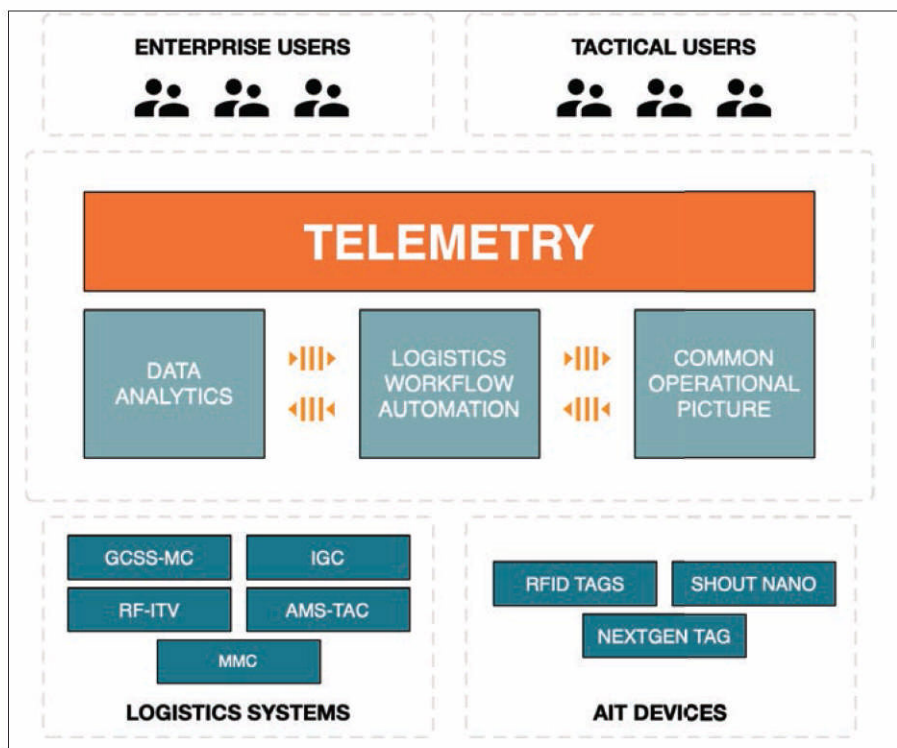 ENTERPRISE USERS
TACTICAL USERS
TELEMETRY
DATA
ANALYTICS
LOGISTICS
WORKFLOW
AUTOMATION
COMMON
OPERATIONAL
PICTURE
GCSS-MC
IGC
RF-ITV
AMS-TAC
MMC
LOGISTICS SYSTEMS
RFID TAGS
SHOUT NANO
NEXTGEN TAG
AIT DEVICES